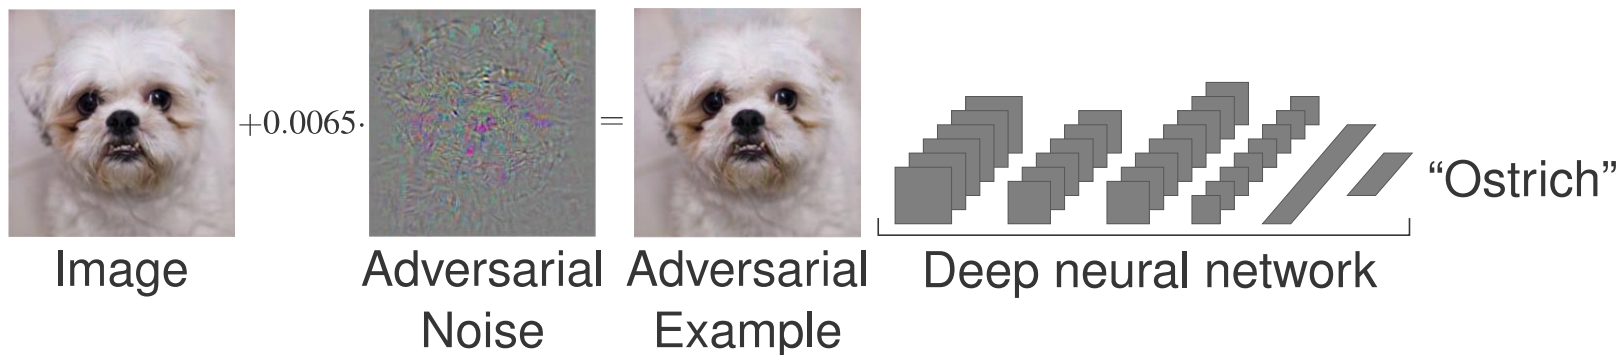 +0.0065·
=
“Ostrich”
Image
Adversarial
Noise
Adversarial
Example
Deep neural network